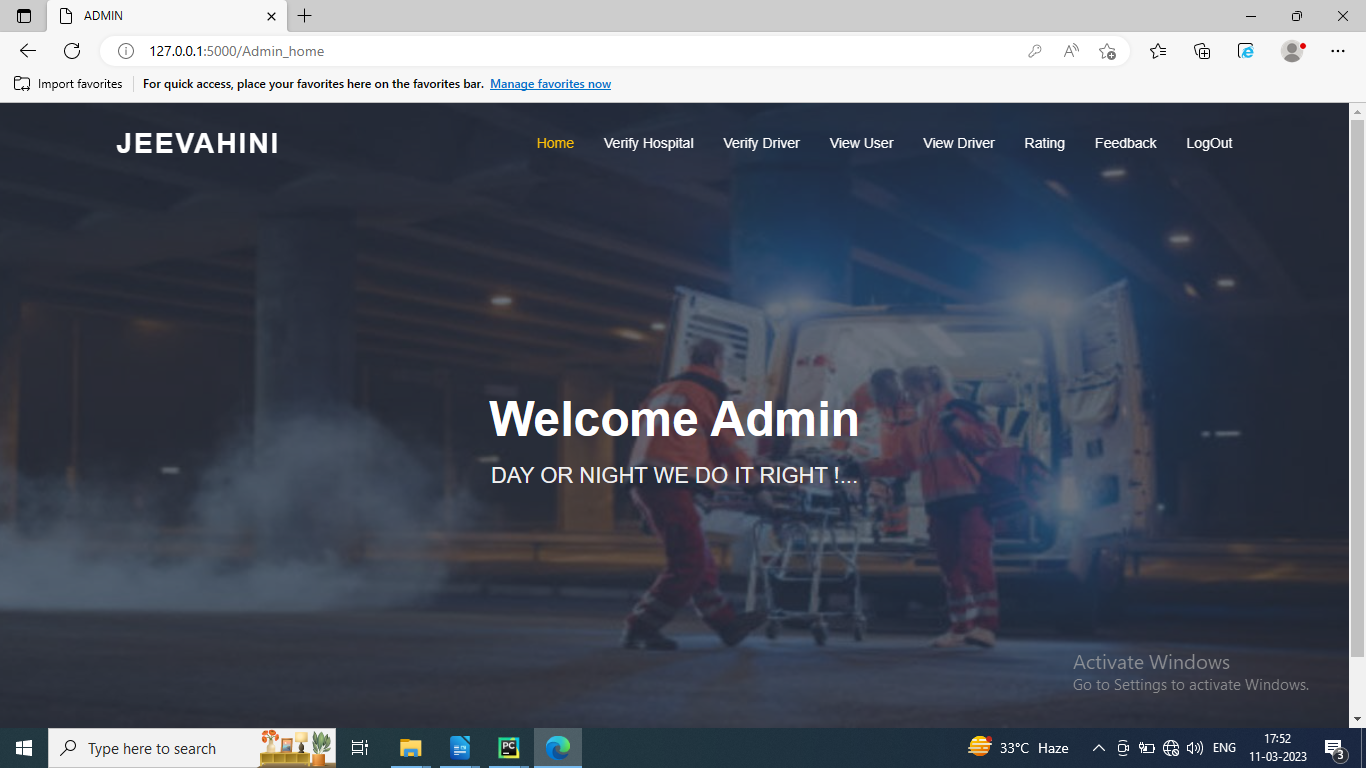 ADMIN
127.0.0.1:5000/Admin_home
Import favorites For quick access, place your favorites here on the favorites bar. Manage favorites now
JEEVAHINI Home Verify Hospital Verify Driver View User View Driver Rating Feedback LogOut
Welcome Admin
DAY OR NIGHT WE DO IT RIGHT !...
Activate Windows
Go to Settings to activate Windows.
Type here to search PC 33°C Haze ENG 17:52
11-03-2023 3